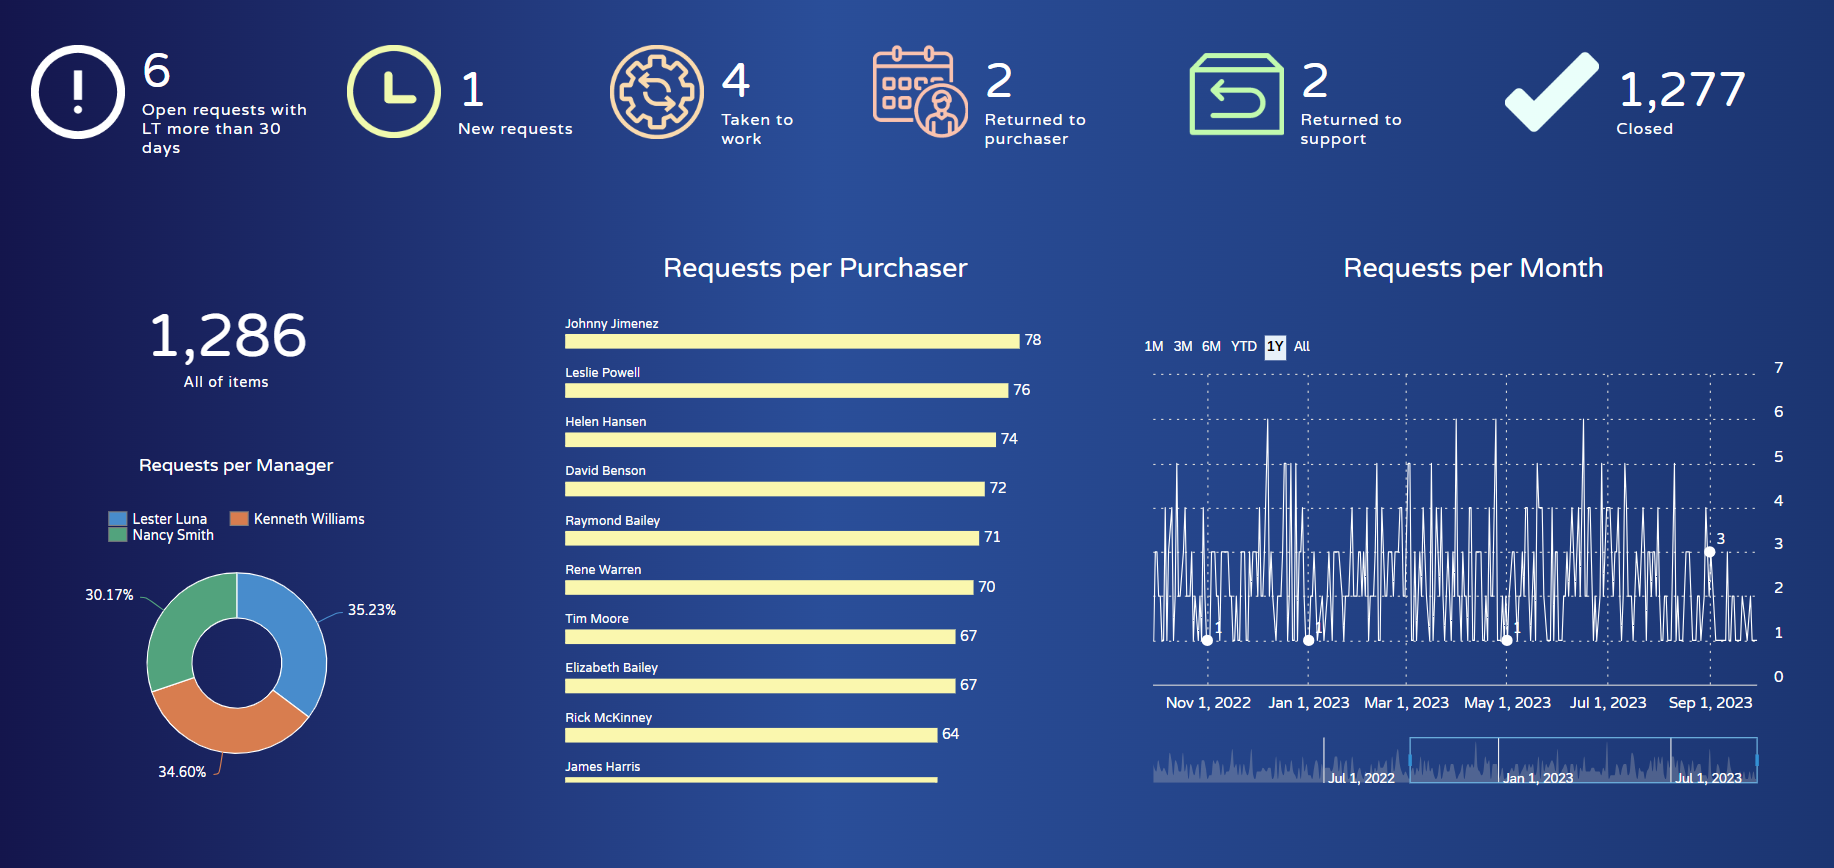 6
Open requests with
LT more than 30
days
1
New requests
4
Taken to
work
2
Returned to
purchaser
2
Returned to
support
1,277
Closed
1,286
All of items
Requests per Manager
Lester Luna
Kenneth Williams
Nancy Smith
30.17%
35.23%
34.60%
Requests per Purchaser
Johnny Jimenez
78
Leslie Powell
76
Helen Hansen
74
David Benson
72
Raymond Bailey
71
Rene Warren
70
Tim Moore
67
Elizabeth Bailey
67
Rick McKinney
64
James Harris
Requests per Month
1M 3M 6M YTD 1Y All
7
6
5
4
3
3
2
1
1
1
1
0
Nov 1, 2022 Jan 1, 2023 Mar 1, 2023 May 1, 2023 Jul 1, 2023 Sep 1, 2023
Jul 1, 2022 Jan 1, 2023 Jul 1, 2023